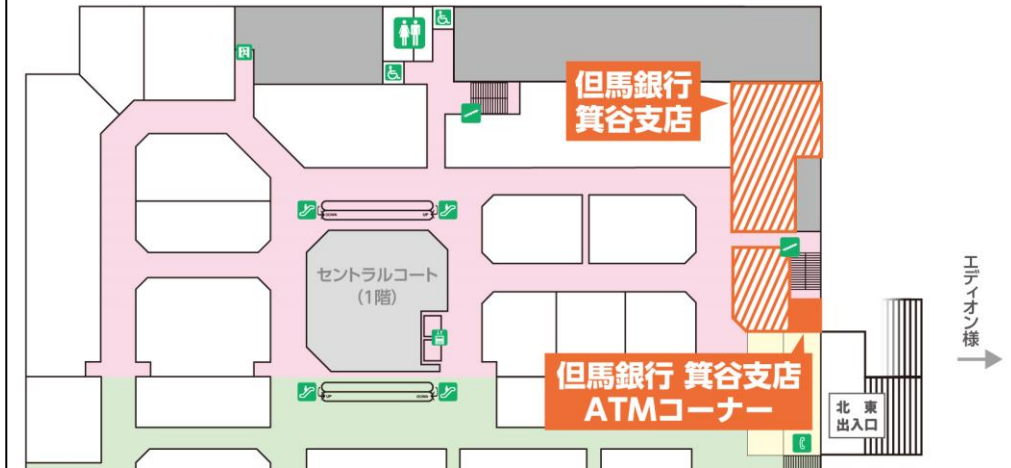 但馬銀行
箕谷支店
セントラルコート
(1階)
エディオン様
但馬銀行 箕谷支店
ATMコーナー
北 東
出入口